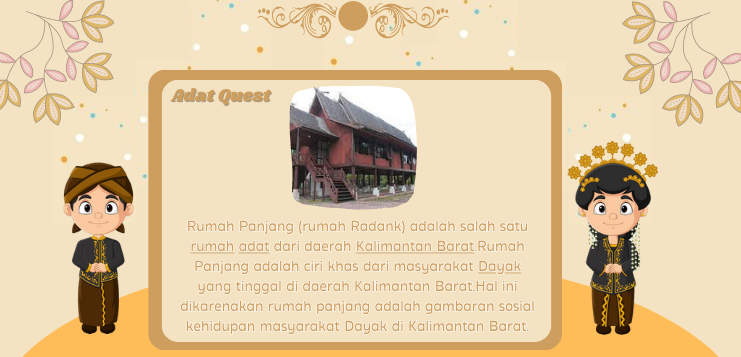 Adat Quest
Rumah Panjang (rumah Radank) adalah salah satu
rumah adat dari daerah Kalimantan Barat.Rumah
Panjang adalah ciri khas dari masyarakat Dayak
yang tinggal di daerah Kalimantan Barat.Hal ini
dikarenakan rumah panjang adalah gambaran sosial
kehidupan masyarakat Dayak di Kalimantan Barat.